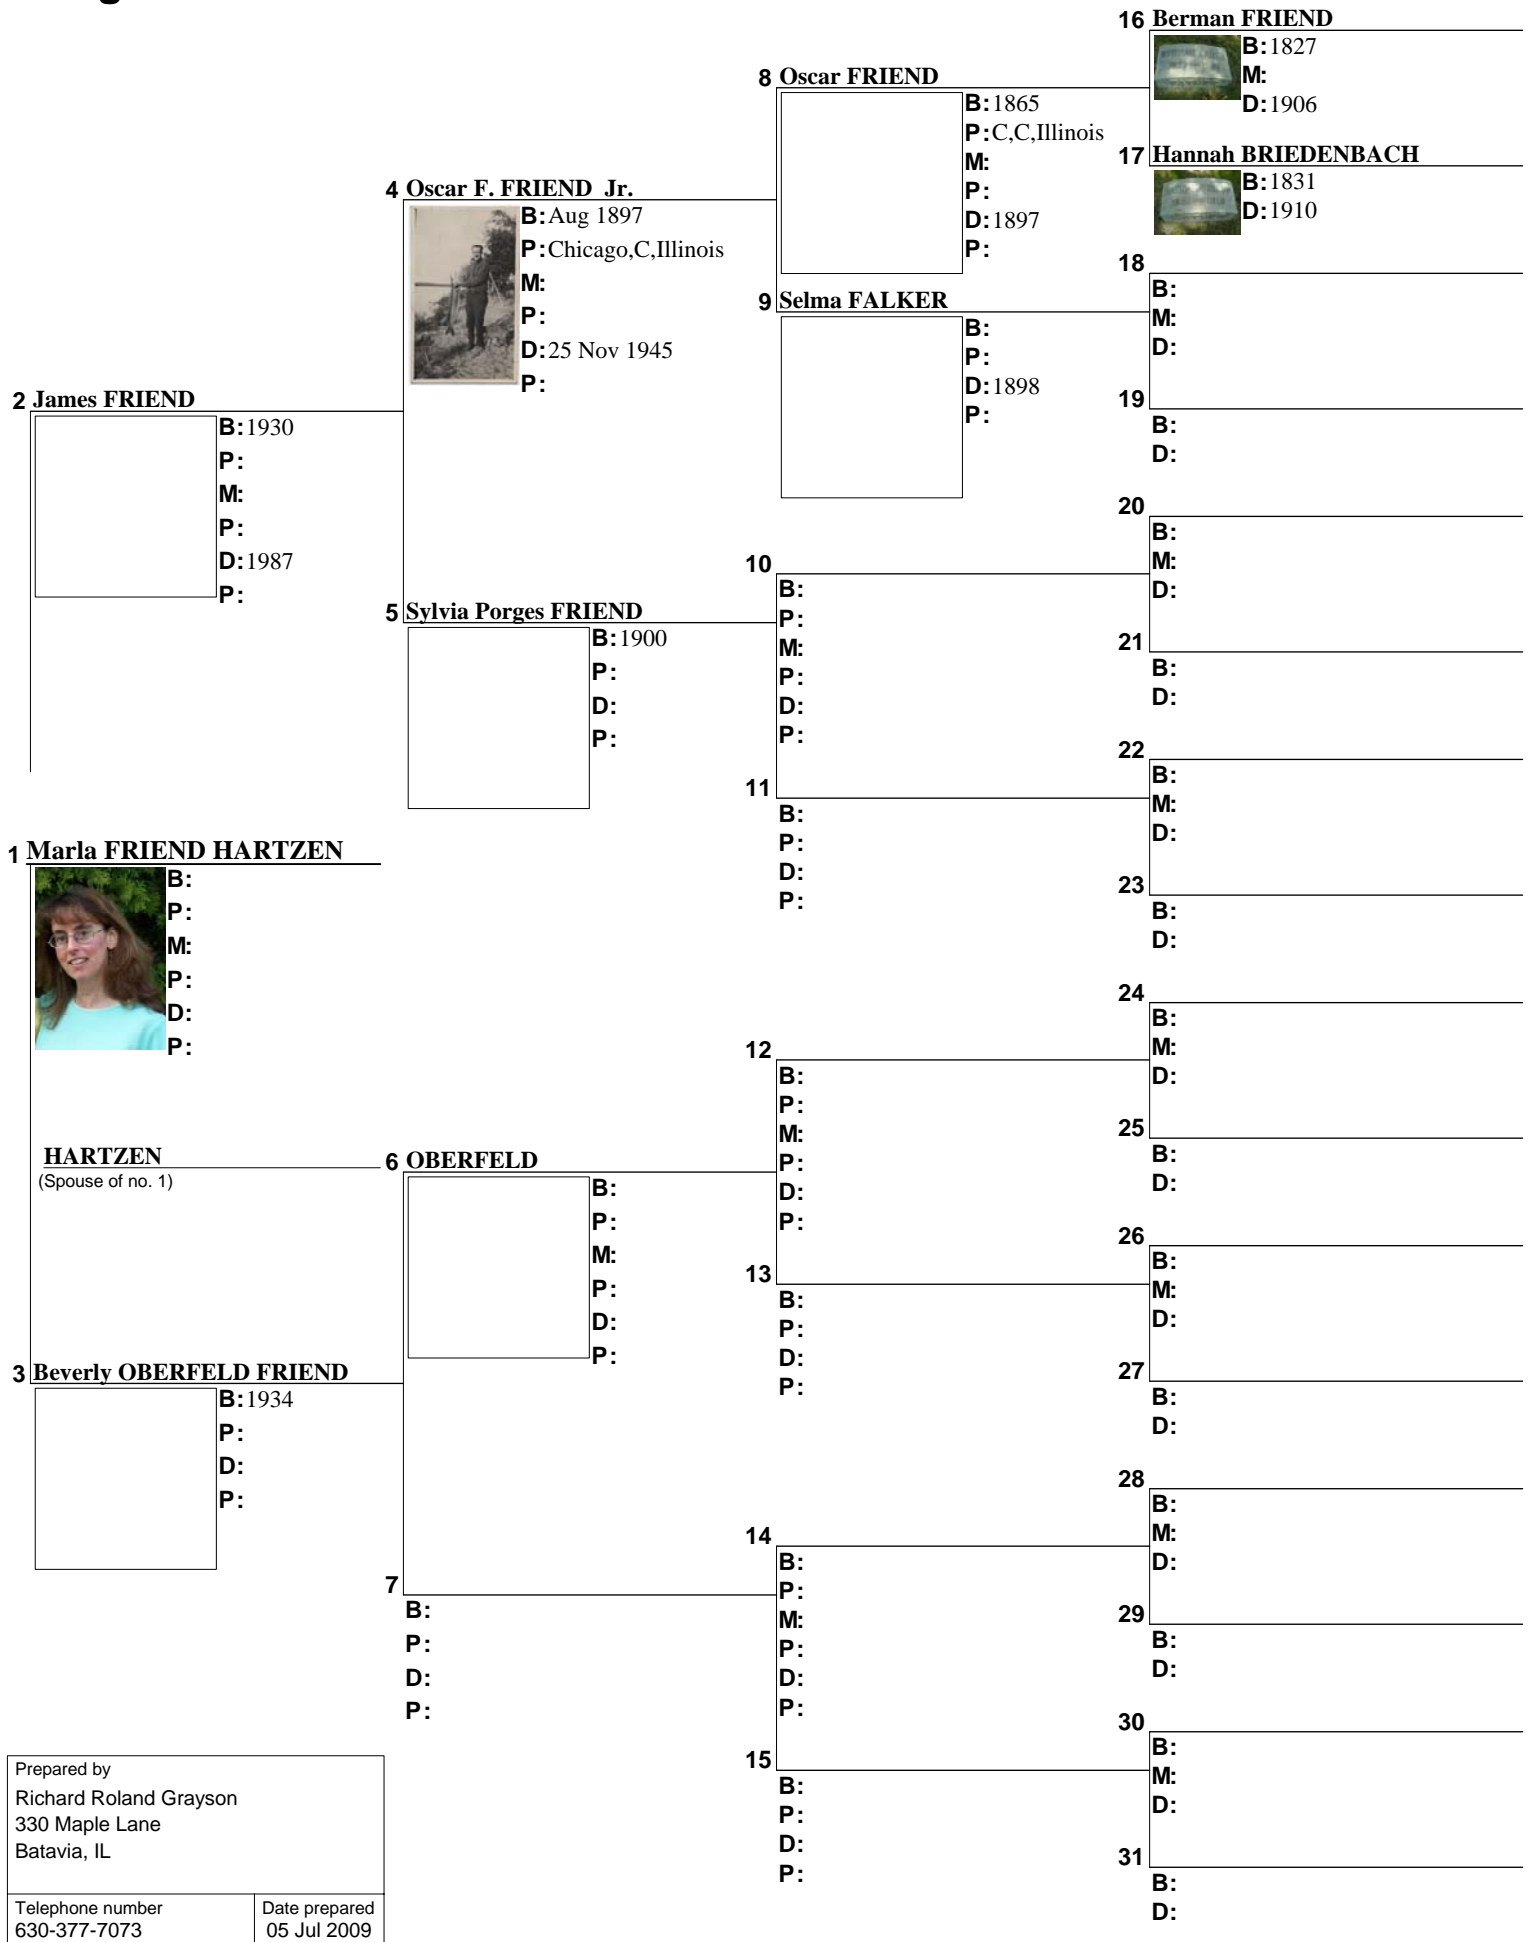 16 Berman FRIEND
B:1827
M:
D:1906
8 Oscar FRIEND
B:1865
P:C,C,Illinois
M:
P:
D:1897
P:
17 Hannah BRIEDENBACH
B:1831
D:1910
4 Oscar F. FRIEND Jr.
B:Aug 1897
P:Chicago,C,Illinois
M:
P:
D:25 Nov 1945
P:
18
B:
M:
D:
9 Selma FALKER
B:
P:
D:1898
P:
19
B:
D:
2 James FRIEND
B:1930
P:
M:
P:
D:1987
P:
20
B:
M:
D:
10
B:
P:
M:
P:
D:
P:
5 Sylvia Porges FRIEND
B:1900
P:
D:
P:
21
B:
D:
22
B:
M:
D:
11
B:
P:
D:
P:
23
B:
D:
1 Marla FRIEND HARTZEN
B:
P:
M:
P:
D:
P:
24
B:
M:
D:
12
B:
P:
M:
P:
D:
P:
25
B:
D:
HARTZEN
(Spouse of no. 1)
6 OBERFELD
B:
P:
M:
P:
D:
P:
26
B:
M:
D:
13
B:
P:
D:
P:
27
B:
D:
3 Beverly OBERFELD FRIEND
B:1934
P:
D:
P:
28
B:
M:
D:
14
B:
P:
M:
P:
D:
P:
7
B:
P:
D:
P:
29
B:
D:
30
B:
M:
D:
15
B:
P:
D:
P:
31
B:
D:
Prepared by
Richard Roland Grayson
330 Maple Lane
Batavia, IL
Telephone number
630-377-7073
Date prepared
05 Jul 2009